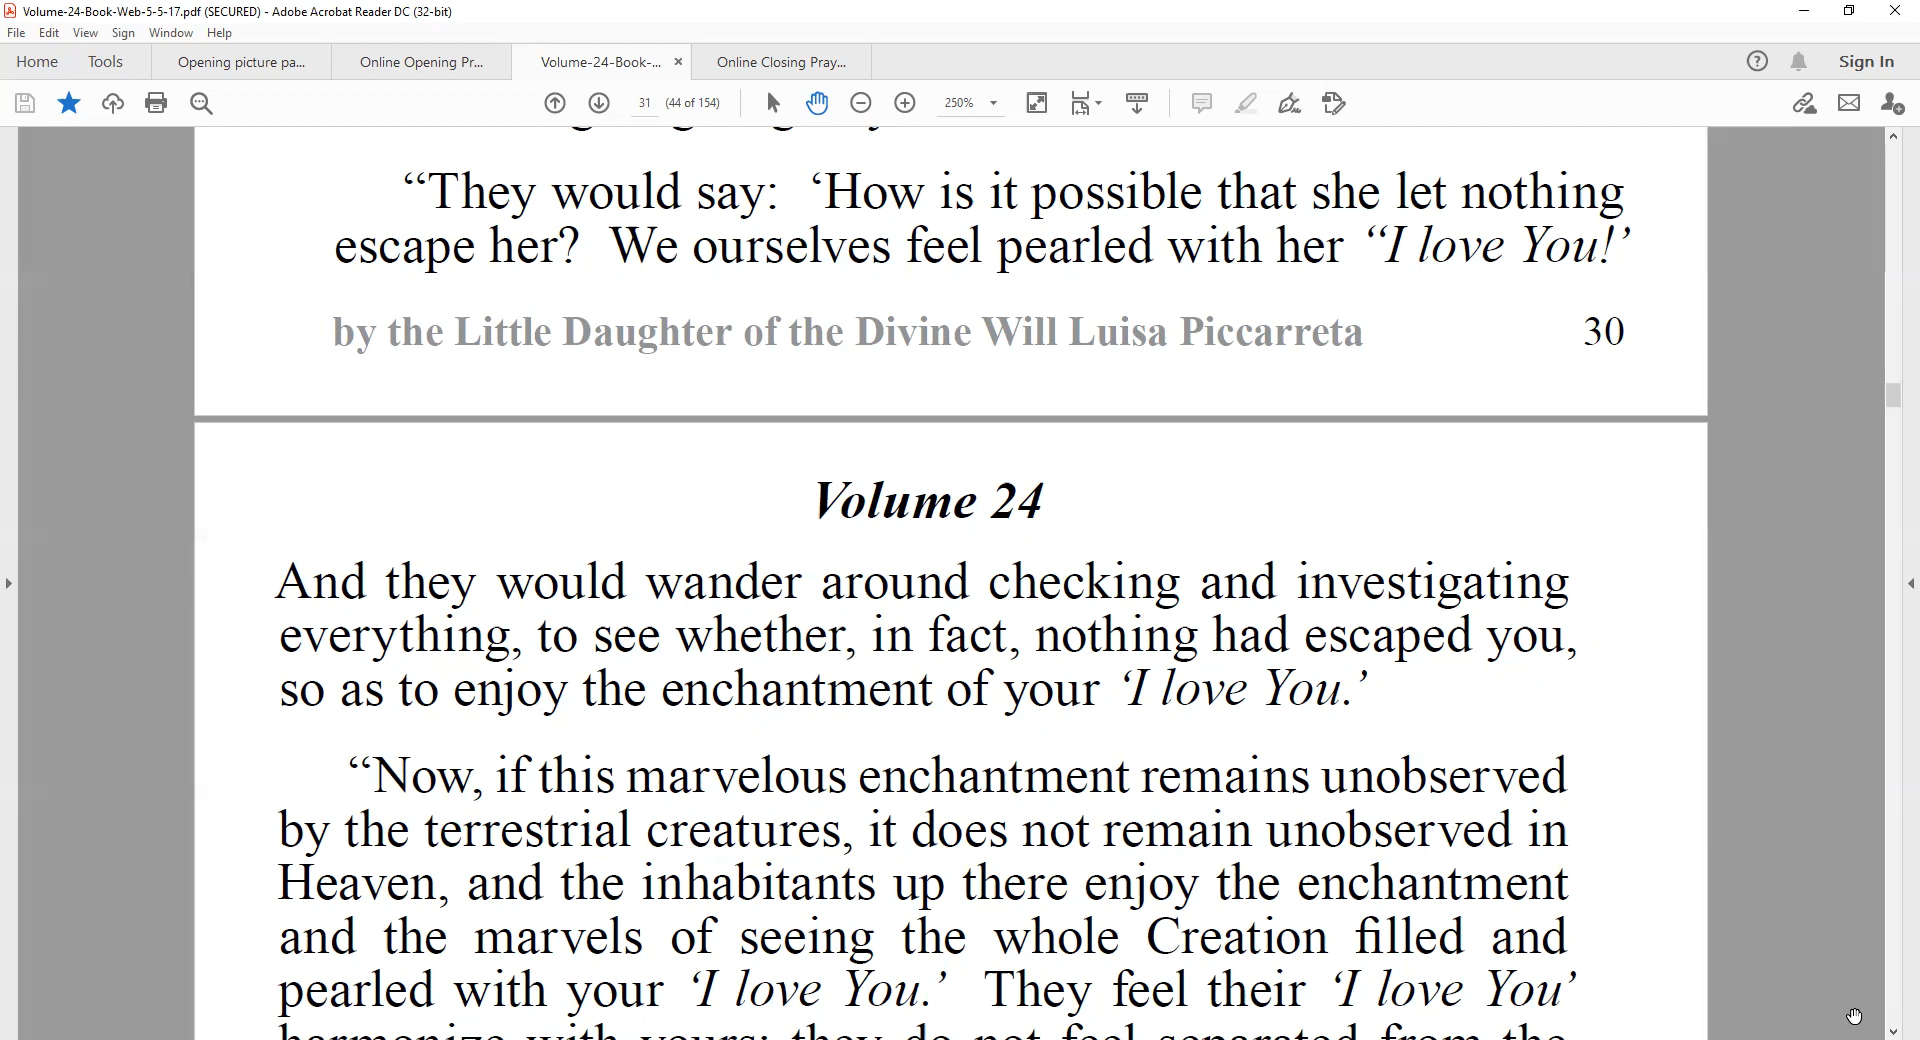 Volume-24-Book-Web-5-5-17.pdf (SECURED) - Adobe Acrobat Reader DC (32-bit)
File Edit View Sign Window Help
Home Tools Opening picture pa... Online Opening Pr... Volume-24-Book-... × Online Closing Pray... Sign In
31 (44 of 154) 250%
“They would say: ‘How is it possible that she let nothing
escape her? We ourselves feel pearled with her “I love You!’
by the Little Daughter of the Divine Will Luisa Piccarreta 30
Volume 24
And they would wander around checking and investigating
everything, to see whether, in fact, nothing had escaped you,
so as to enjoy the enchantment of your ‘I love You.’
“Now, if this marvelous enchantment remains unobserved
by the terrestrial creatures, it does not remain unobserved in
Heaven, and the inhabitants up there enjoy the enchantment
and the marvels of seeing the whole Creation filled and
pearled with your ‘I love You.’ They feel their ‘I love You’
harmonize with yours; they do not feel separated from the